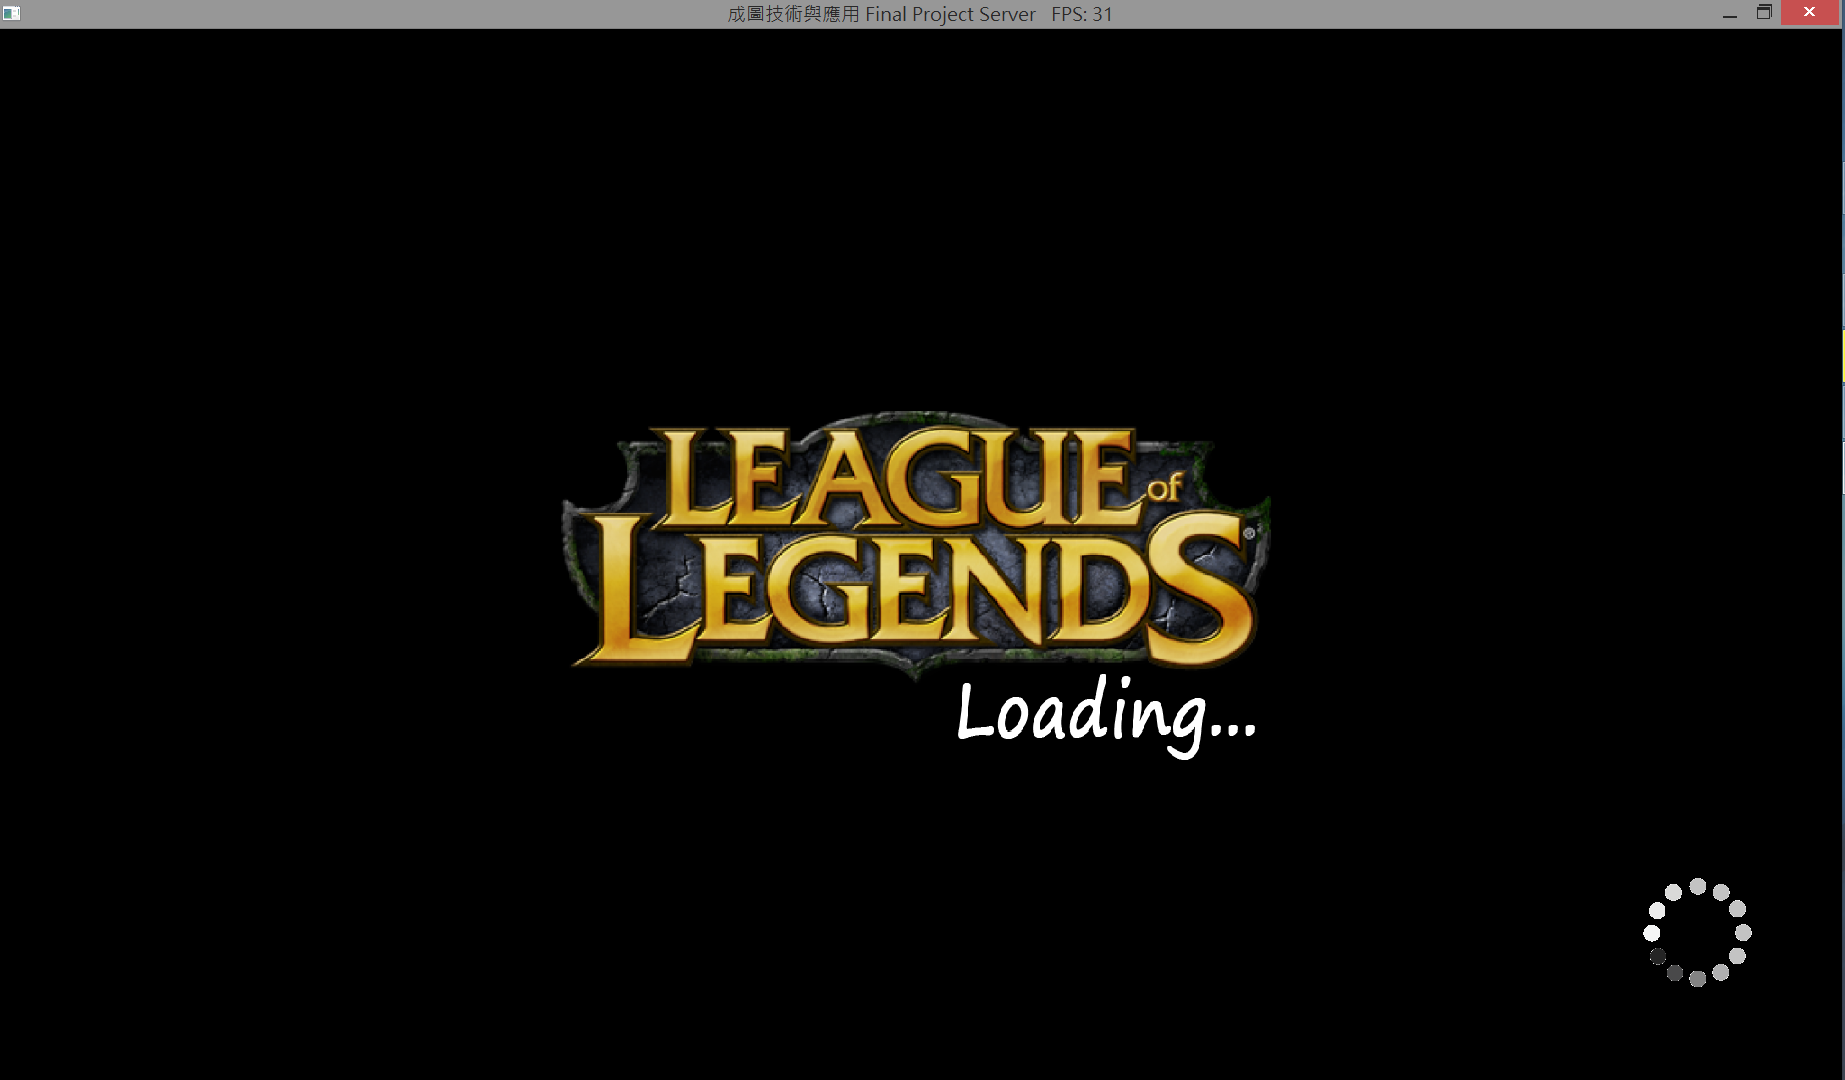 成圖技術與應用 Final Project Server   FPS: 31
LEAGUE of
LEGENDS®
Loading...